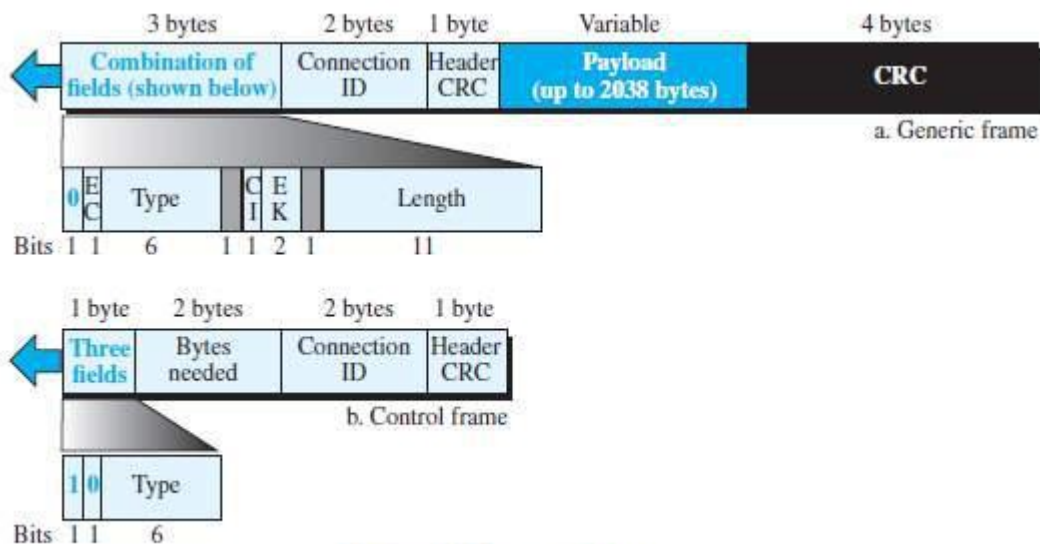 3 bytes 2 bytes 1 byte Variable 4 bytes
Combination of fields (shown below) Connection ID Header CRC Payload (up to 2038 bytes) CRC
a. Generic frame
0 EC Type CI EK Length
Bits 1 1 6 1 1 2 1 11
1 byte 2 bytes 2 bytes 1 byte
Three fields Bytes needed Connection ID Header CRC
b. Control frame
1 0 Type
Bits 1 1 6